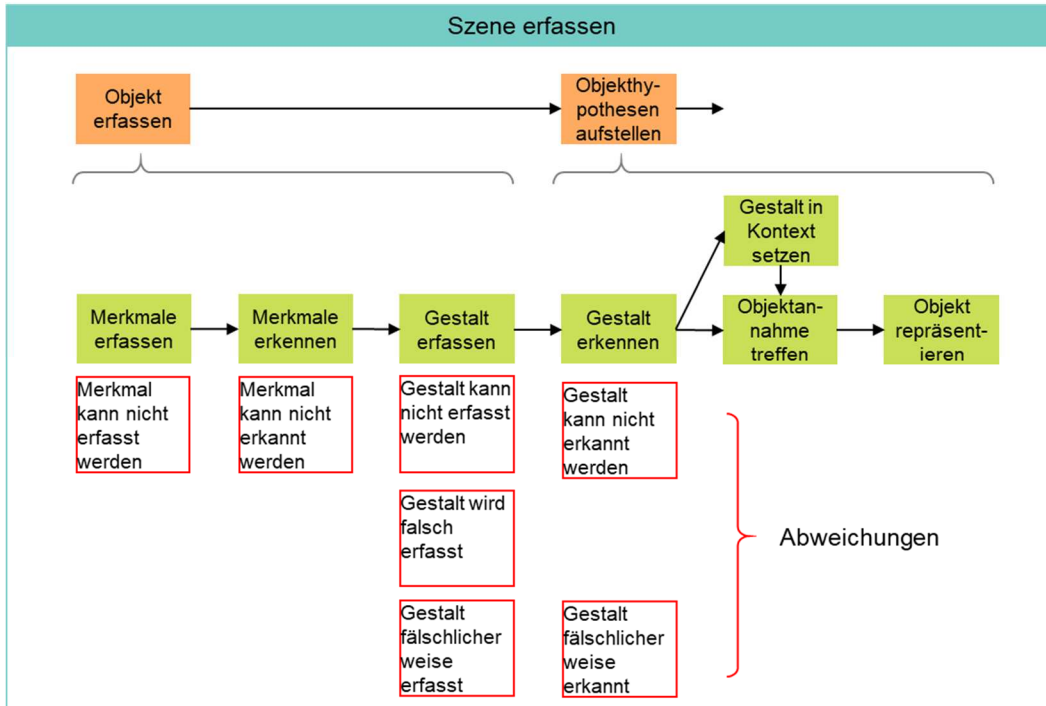 Szene erfassen
Objekt
erfassen
Objekthy-
pothesen
aufstellen
Gestalt in
Kontext
setzen
Merkmale
erfassen
Merkmale
erkennen
Gestalt
erfassen
Gestalt
erkennen
Objektan-
nahme
treffen
Objekt
repräsent-
ieren
Merkmal
kann nicht
erfasst
werden
Merkmal
kann nicht
erkannt
werden
Gestalt kann
nicht erfasst
werden
Gestalt
kann nicht
erkannt
werden
Gestalt wird
falsch
erfasst
Abweichungen
Gestalt
fälschlicher
weise
erfasst
Gestalt
fälschlicher
weise
erkannt